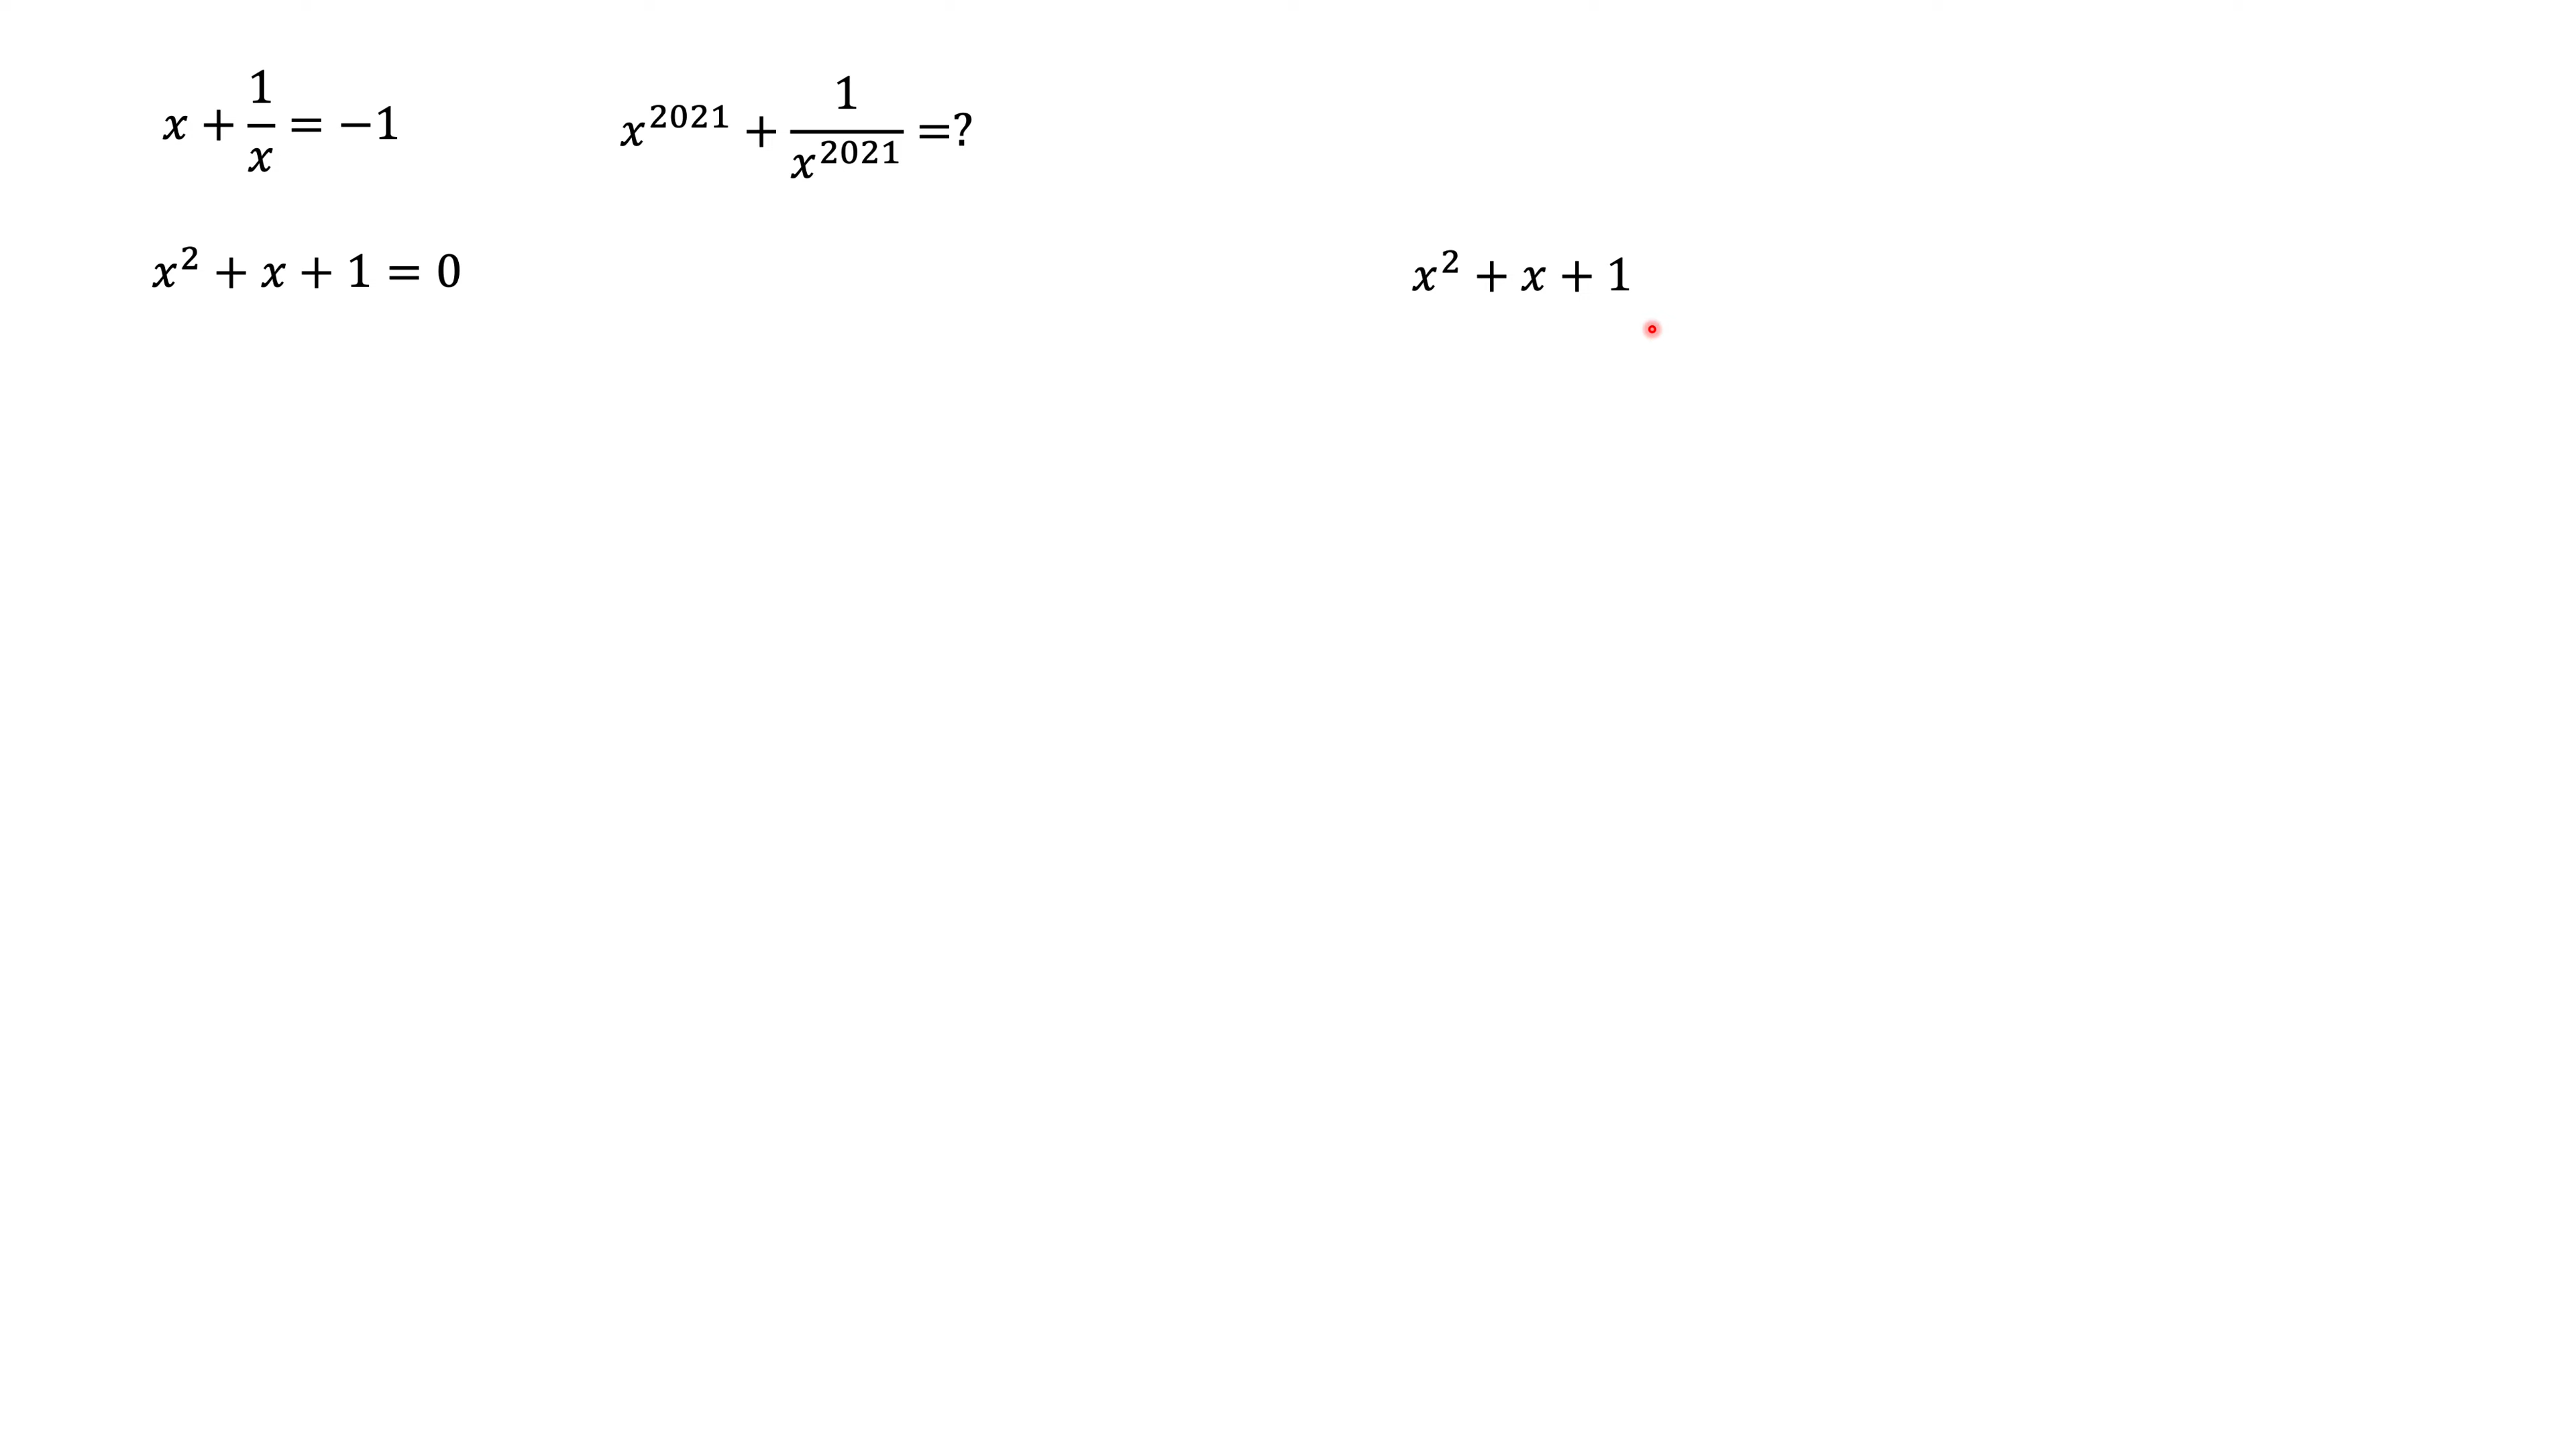 x + 1/x = −1
x^2021 + 1/x^2021 =?
x² + x + 1 = 0
x² + x + 1